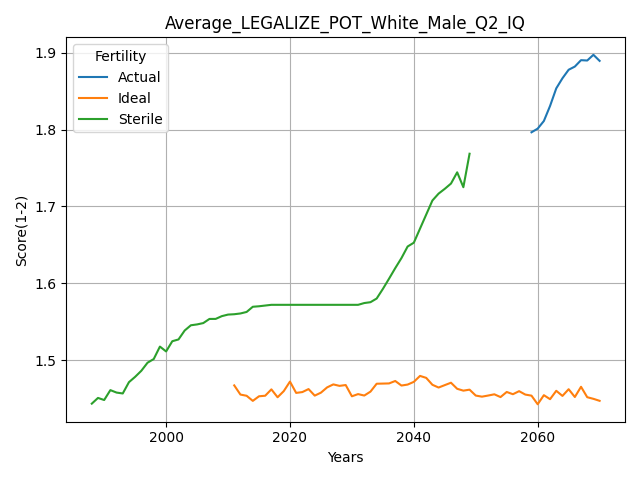 Average_LEGALIZE_POT_White_Male_Q2_IQ
Fertility
Actual
Ideal
Sterile
Score(1-2)
1.9
1.8
1.7
1.6
1.5
2000
2020
2040
2060
Years